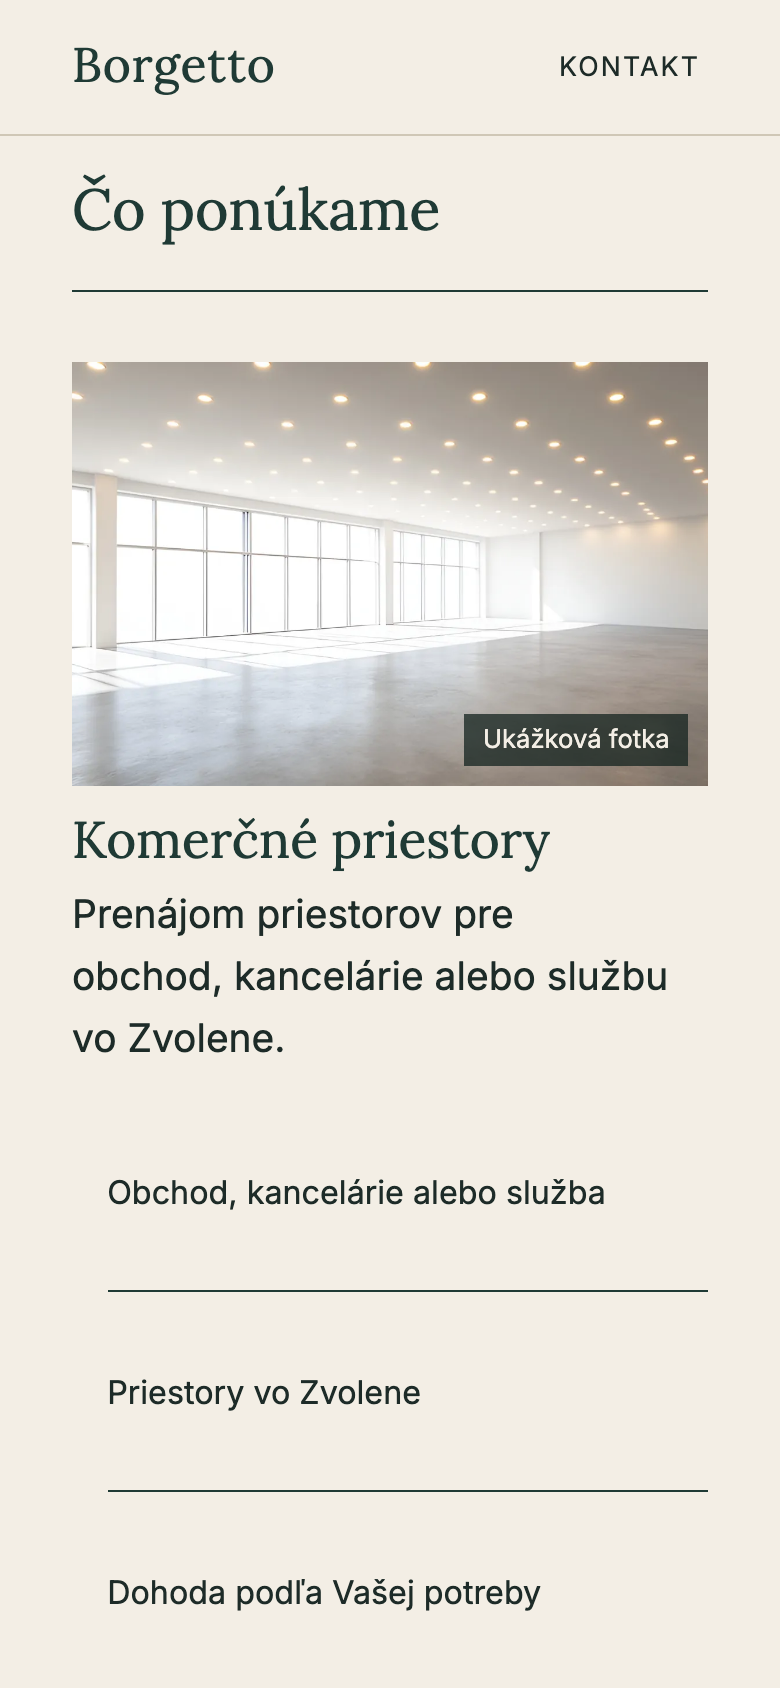 Borgetto
KONTAKT
Čo ponúkame
Ukážková fotka
Komerčné priestory
Prenájom priestorov pre
obchod, kancelárie alebo službu
vo Zvolene.
Obchod, kancelárie alebo služba
Priestory vo Zvolene
Dohoda podľa Vašej potreby